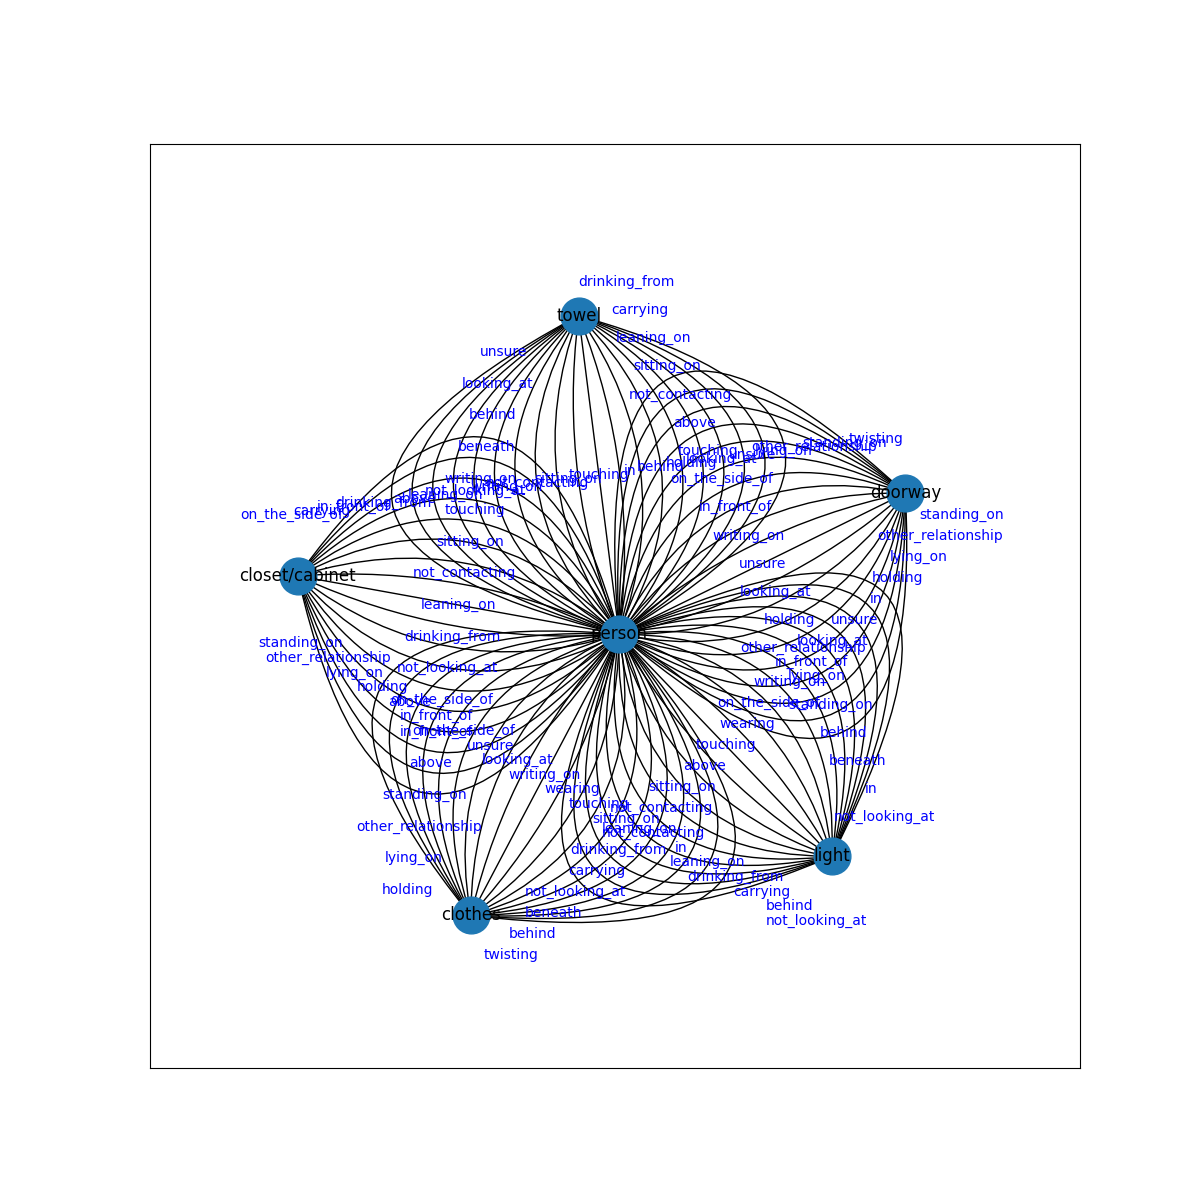 drinking_from
carrying
towel
leaning_on
unsure
sitting_on
looking_at
not_contacting
behind
above
twisting
standing_on
other_relationship
beneath
touching
looking_at
behind
holding
in
touching
sitting_on
not_contacting
writing_on
on_the_side_of
not_looking_at
leaning_on
doorway
drinking_from
in_front_of
carrying
on_the_side_of
touching
in_front_of
standing_on
writing_on
other_relationship
sitting_on
lying_on
unsure
not_contacting
closet/cabinet
holding
looking_at
in
leaning_on
holding
unsure
person
drinking_from
looking_at
standing_on
other_relationship
other_relationship
in_front_of
not_looking_at
lying_on
lying_on
writing_on
holding
on_the_side_of
above
on_the_side_of
standing_on
in_front_of
wearing
on_the_side_of
in_front_of
behind
unsure
touching
looking_at
beneath
above
above
writing_on
sitting_on
wearing
in
standing_on
touching
not_contacting
sitting_on
not_looking_at
other_relationship
leaning_on
not_contacting
drinking_from
in
light
lying_on
leaning_on
carrying
drinking_from
holding
not_looking_at
carrying
behind
beneath
clothes
not_looking_at
behind
twisting